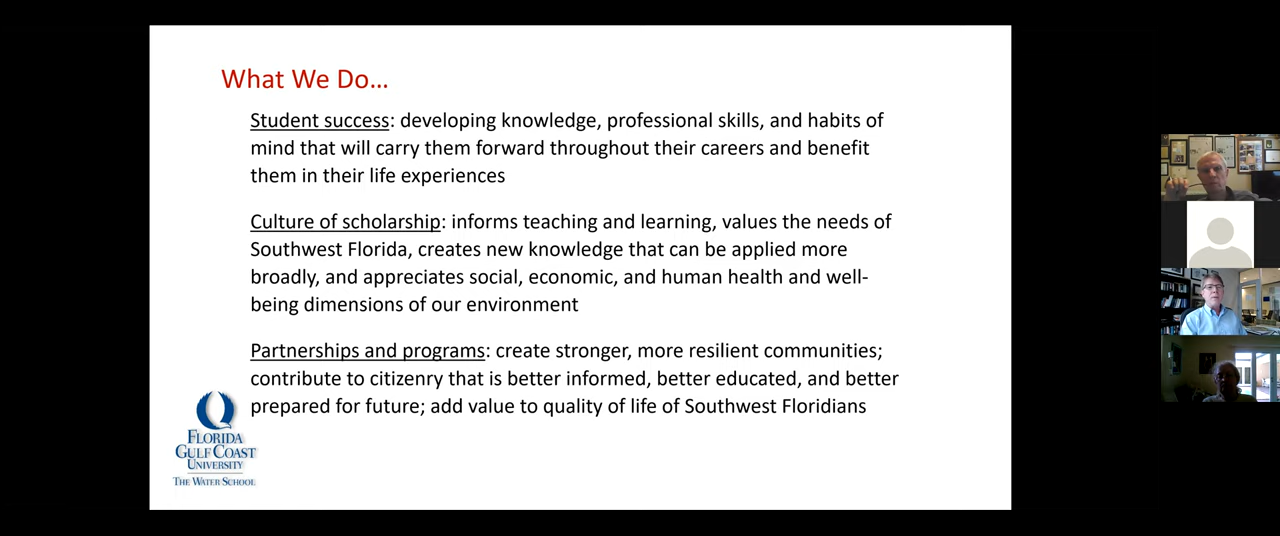 What We Do…
Student success: developing knowledge, professional skills, and habits of
mind that will carry them forward throughout their careers and benefit
them in their life experiences
Culture of scholarship: informs teaching and learning, values the needs of
Southwest Florida, creates new knowledge that can be applied more
broadly, and appreciates social, economic, and human health and well-
being dimensions of our environment
Partnerships and programs: create stronger, more resilient communities;
contribute to citizenry that is better informed, better educated, and better
prepared for future; add value to quality of life of Southwest Floridians
FLORIDA
GULF COAST
UNIVERSITY
THE WATER SCHOOL